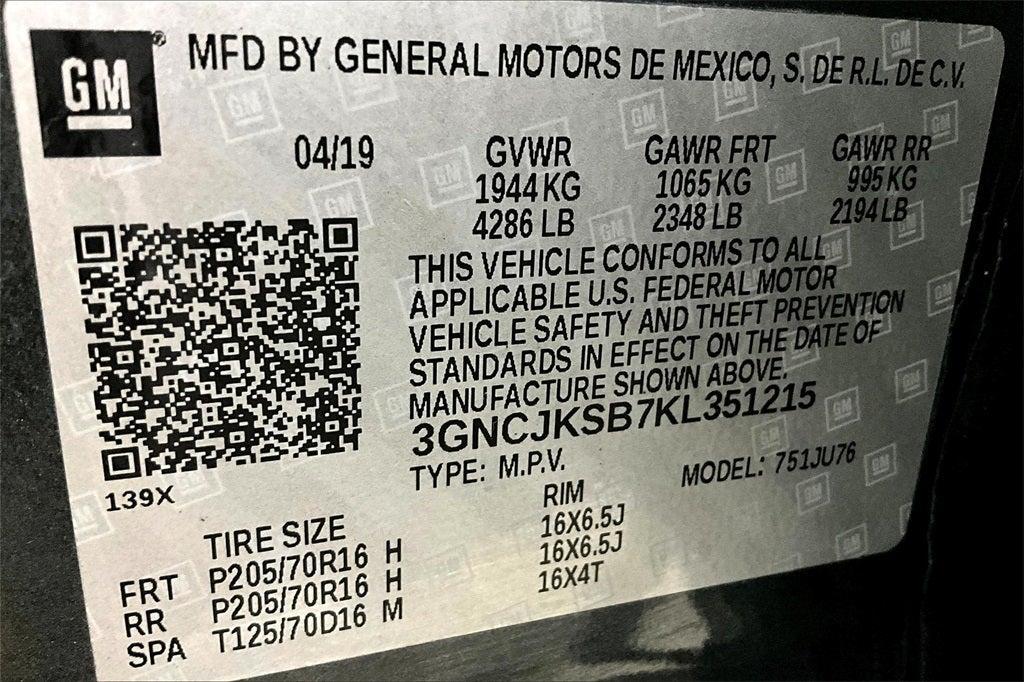 GM
MFD BY GENERAL MOTORS DE MEXICO, S. DE R.L. DE C.V.
04/19 GVWR GAWR FRT GAWR RR
1944 KG 1065 KG 995 KG
4286 LB 2348 LB 2194 LB
THIS VEHICLE CONFORMS TO ALL
APPLICABLE U.S. FEDERAL MOTOR
VEHICLE SAFETY AND THEFT PREVENTION
STANDARDS IN EFFECT ON THE DATE OF
MANUFACTURE SHOWN ABOVE.
3GNCJKSB7KL351215
TYPE: M.P.V. MODEL: 751JU76
139X
TIRE SIZE RIM
FRT P205/70R16 H 16X6.5J
RR P205/70R16 H 16X6.5J
SPA T125/70D16 M 16X4T